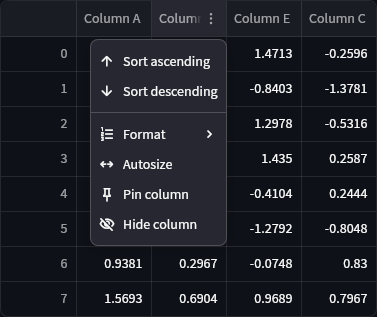 Column A Column E Column C
0 1.4713 -0.2596
1 -0.8403 -1.3781
2 1.2978 -0.5316
3 1.435 0.2587
4 -0.4104 0.2444
5 -1.2792 -0.8048
6 0.9381 0.2967 -0.0748 0.83
7 1.5693 0.6904 0.9689 0.7967
Sort ascending
Sort descending
Format
Autosize
Pin column
Hide column